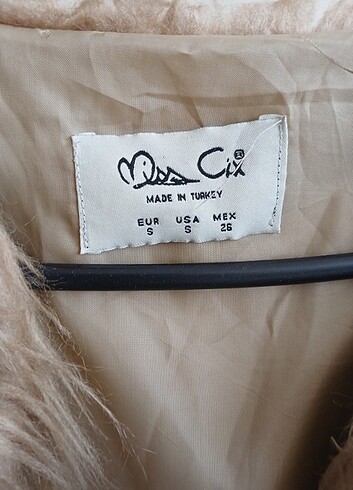 Miss Cix
MADE IN TURKEY
EUR USA MEX
S S 26